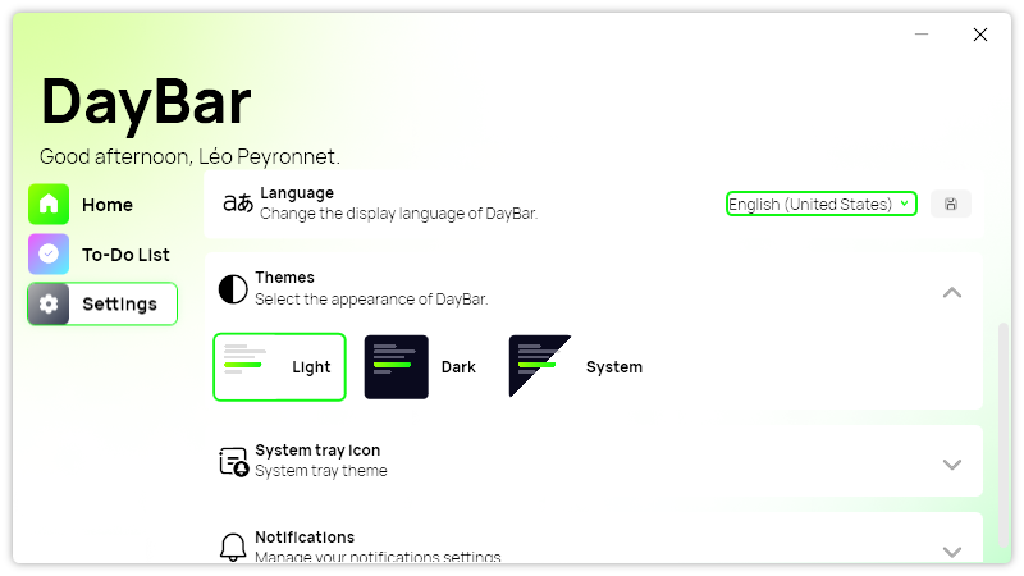 DayBar
Good afternoon, Léo Peyronnet.
Home
To-Do List
Settings
aあ
Language
Change the display language of DayBar.
English (United States)
Themes
Select the appearance of DayBar.
Light
Dark
System
System tray icon
System tray theme
Notifications
Manage your notifications settings.